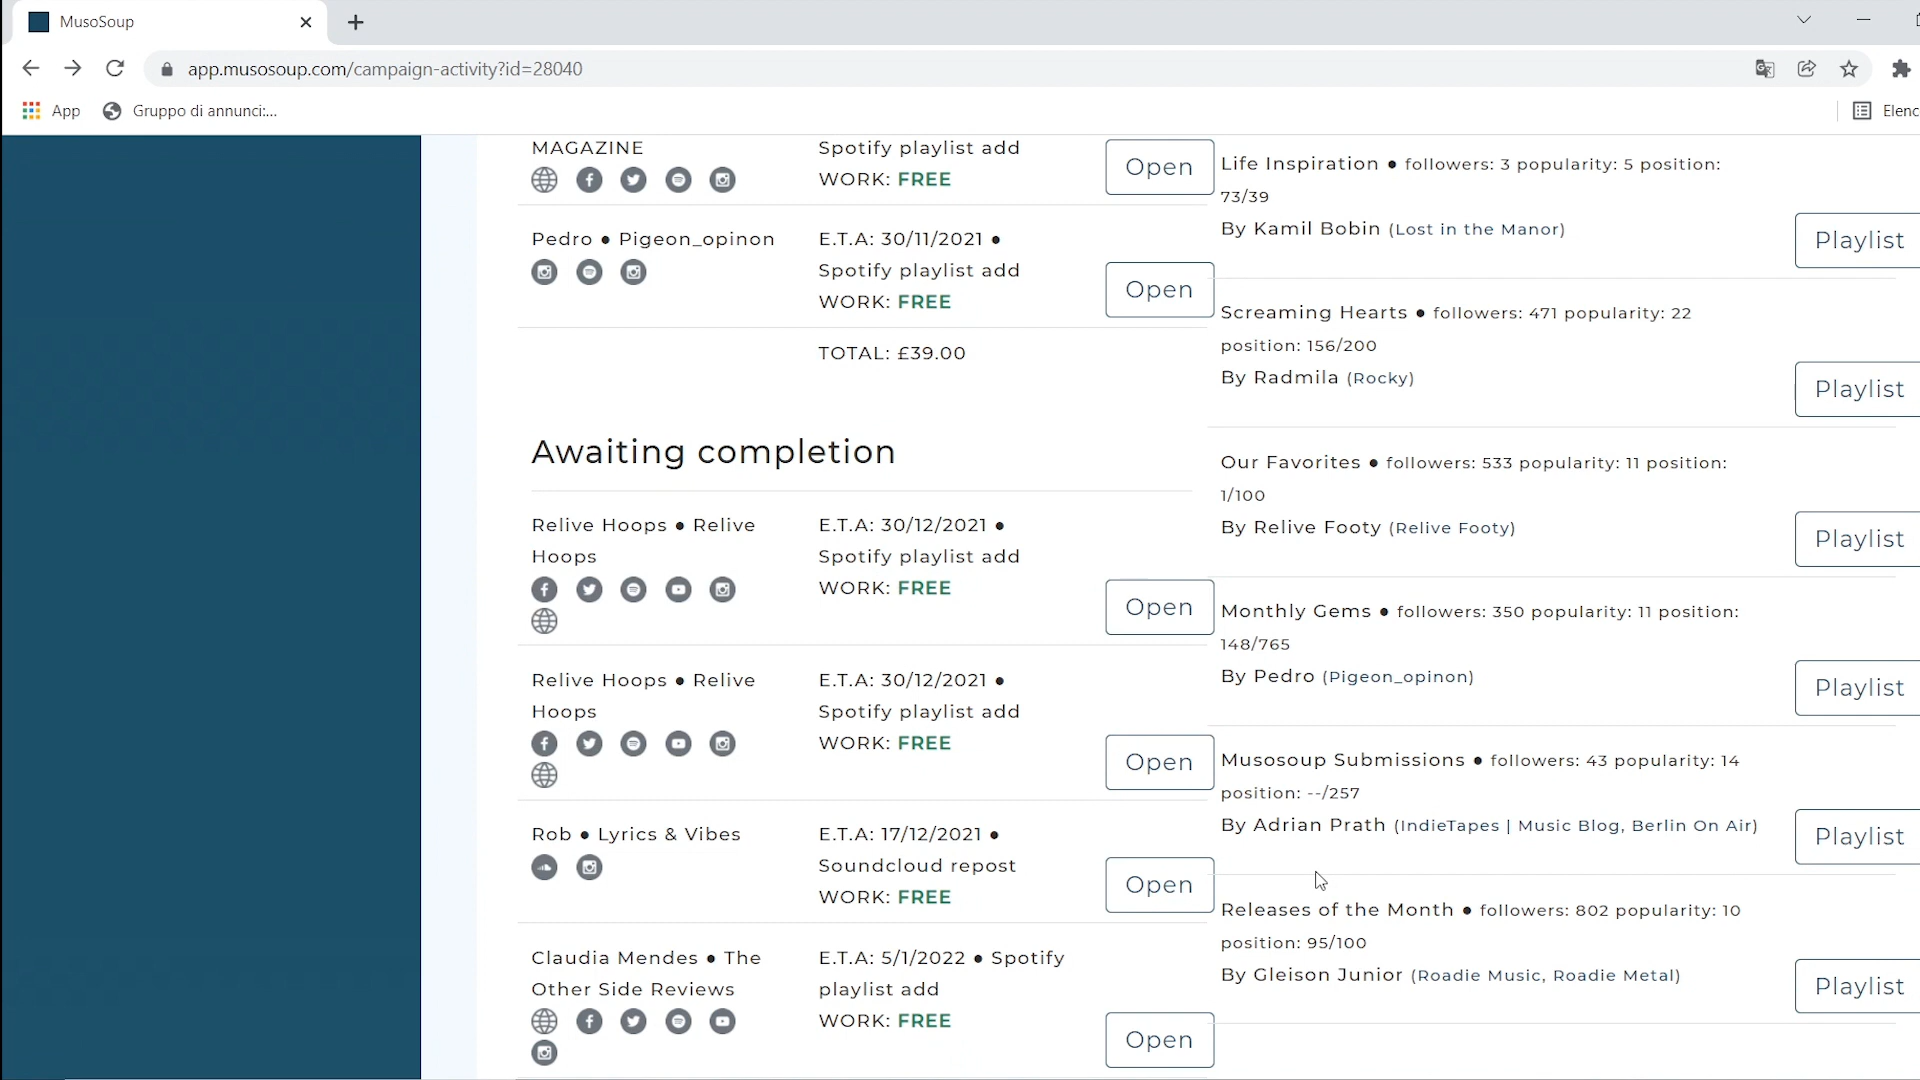 MusoSoup
app.musosoup.com/campaign-activity?id=28040
App
Gruppo di annunci:...
Elenc
MAGAZINE
Spotify playlist add
WORK: FREE
Open
Pedro ● Pigeon_opinon
E.T.A: 30/11/2021 ●
Spotify playlist add
WORK: FREE
Open
TOTAL: £39.00
Awaiting completion
Relive Hoops ● Relive
Hoops
E.T.A: 30/12/2021 ●
Spotify playlist add
WORK: FREE
Open
Relive Hoops ● Relive
Hoops
E.T.A: 30/12/2021 ●
Spotify playlist add
WORK: FREE
Open
Rob ● Lyrics & Vibes
E.T.A: 17/12/2021 ●
Soundcloud repost
WORK: FREE
Open
Claudia Mendes ● The
Other Side Reviews
E.T.A: 5/1/2022 ● Spotify
playlist add
WORK: FREE
Open
Life Inspiration ● followers: 3 popularity: 5 position:
73/39
By Kamil Bobin (Lost in the Manor)
Playlist
Screaming Hearts ● followers: 471 popularity: 22
position: 156/200
By Radmila (Rocky)
Playlist
Our Favorites ● followers: 533 popularity: 11 position:
1/100
By Relive Footy (Relive Footy)
Playlist
Monthly Gems ● followers: 350 popularity: 11 position:
148/765
By Pedro (Pigeon_opinon)
Playlist
Musosoup Submissions ● followers: 43 popularity: 14
position: --/257
By Adrian Prath (IndieTapes | Music Blog, Berlin On Air)
Playlist
Releases of the Month ● followers: 802 popularity: 10
position: 95/100
By Gleison Junior (Roadie Music, Roadie Metal)
Playlist